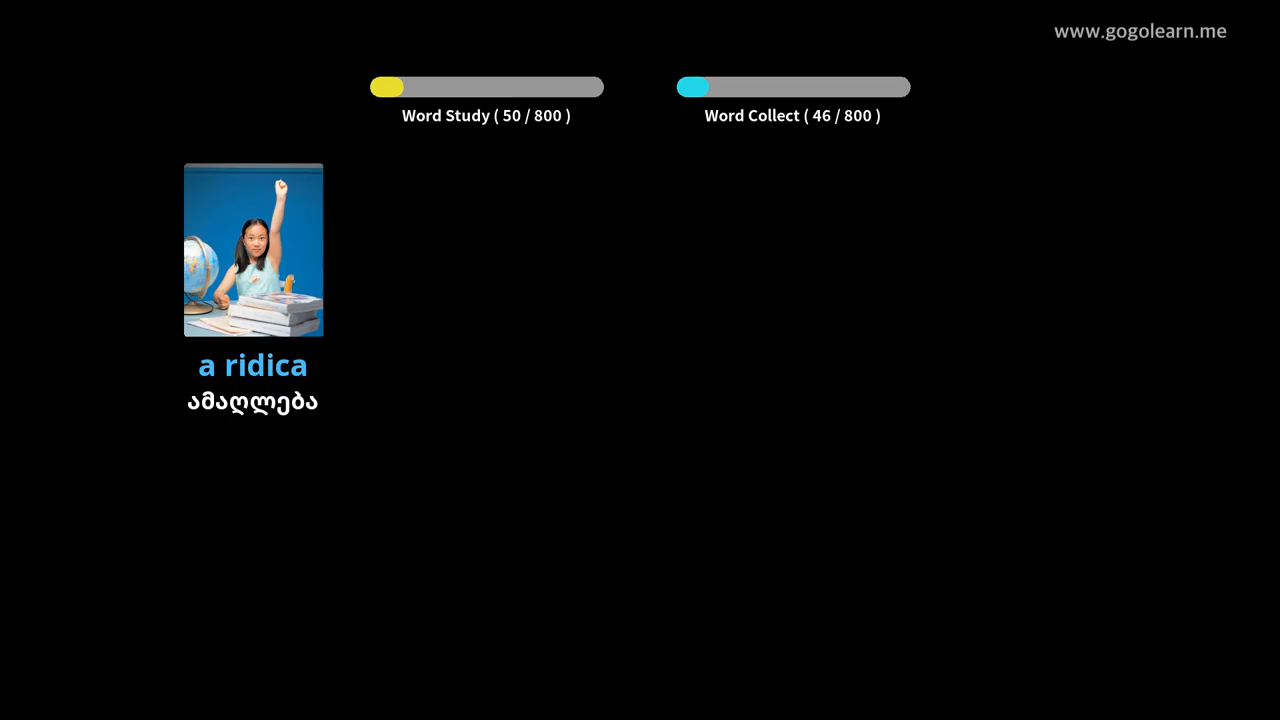 www.gogolearn.me
Word Study ( 50 / 800 )
Word Collect ( 46 / 800 )
a ridica
ამაღლება